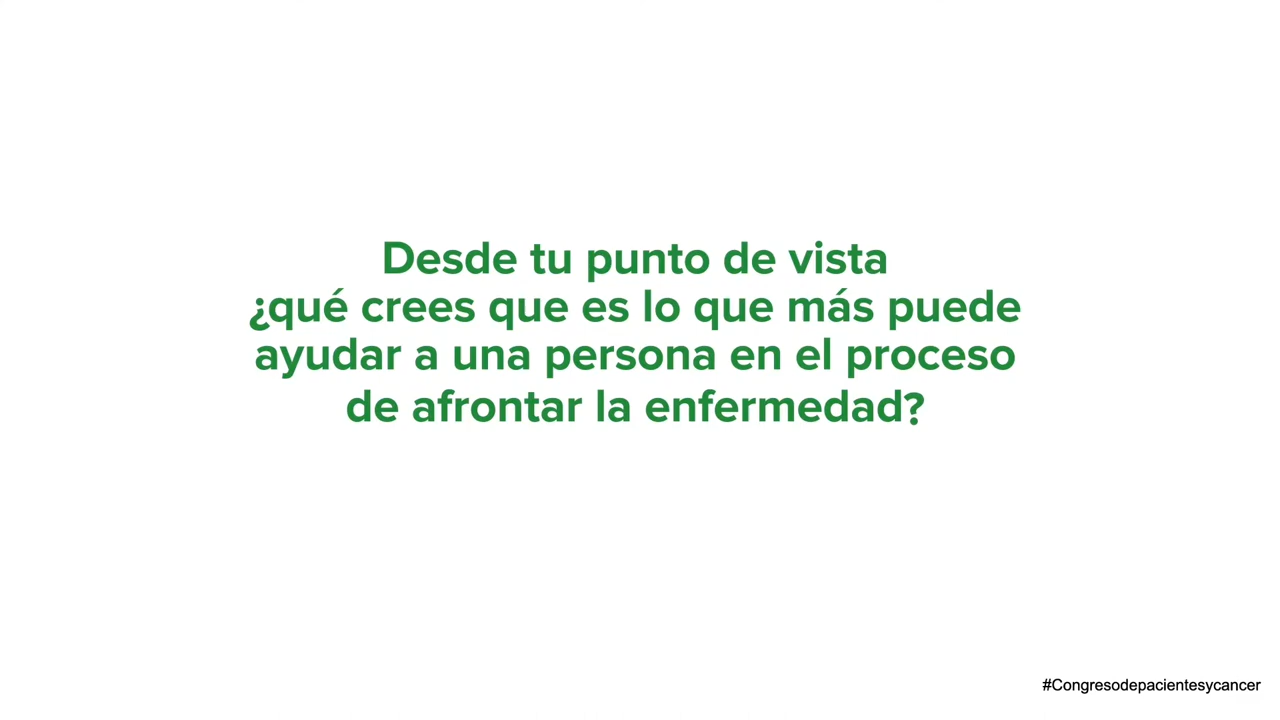 Desde tu punto de vista
¿qué crees que es lo que más puede
ayudar a una persona en el proceso
de afrontar la enfermedad?
#Congresodepacientesycancer